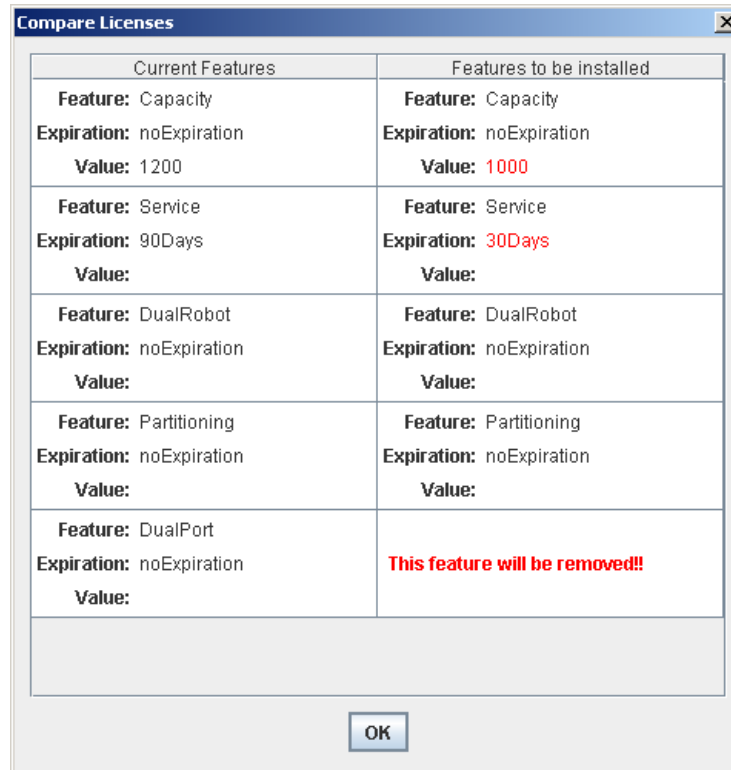 Compare Licenses
Current Features
Features to be installed
Feature: Capacity
Expiration: noExpiration
Value: 1200
Feature: Capacity
Expiration: noExpiration
Value: 1000
Feature: Service
Expiration: 90Days
Value:
Feature: Service
Expiration: 30Days
Value:
Feature: DualRobot
Expiration: noExpiration
Value:
Feature: DualRobot
Expiration: noExpiration
Value:
Feature: Partitioning
Expiration: noExpiration
Value:
Feature: Partitioning
Expiration: noExpiration
Value:
Feature: DualPort
Expiration: noExpiration
Value:
This feature will be removed!!
OK